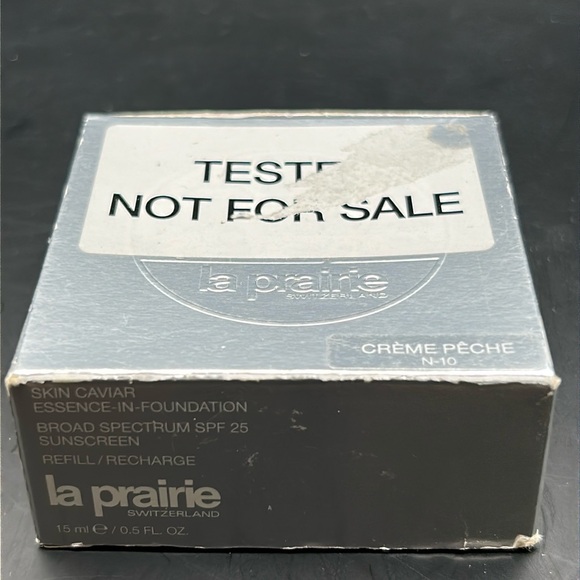 TESTE
NOT FOR SALE
la prairie
SWITZERLAND
CRÈME PÊCHE
N-10
SKIN CAVIAR
ESSENCE-IN-FOUNDATION
BROAD SPECTRUM SPF 25
SUNSCREEN
REFILL/RECHARGE
la prairie
SWITZERLAND
15 ml ℮ / 0.5 FL. OZ.